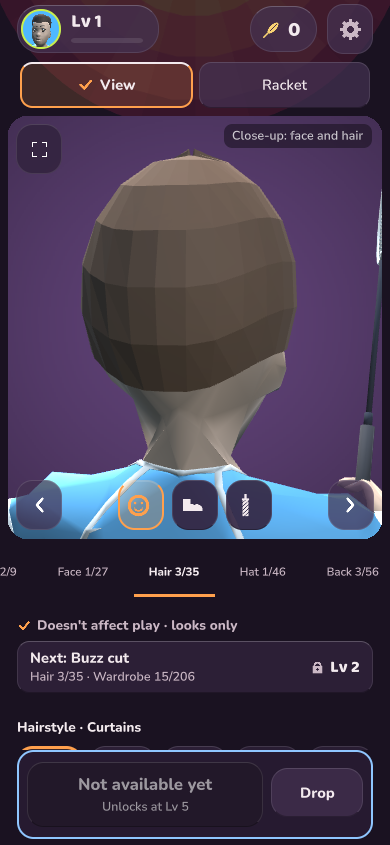 Lv 1
0
View
Racket
Close-up: face and hair
2/9
Face 1/27
Hair 3/35
Hat 1/46
Back 3/56
Doesn't affect play · looks only
Next: Buzz cut
Lv 2
Hair 3/35 · Wardrobe 15/206
Hairstyle · Curtains
Not available yet
Unlocks at Lv 5
Drop